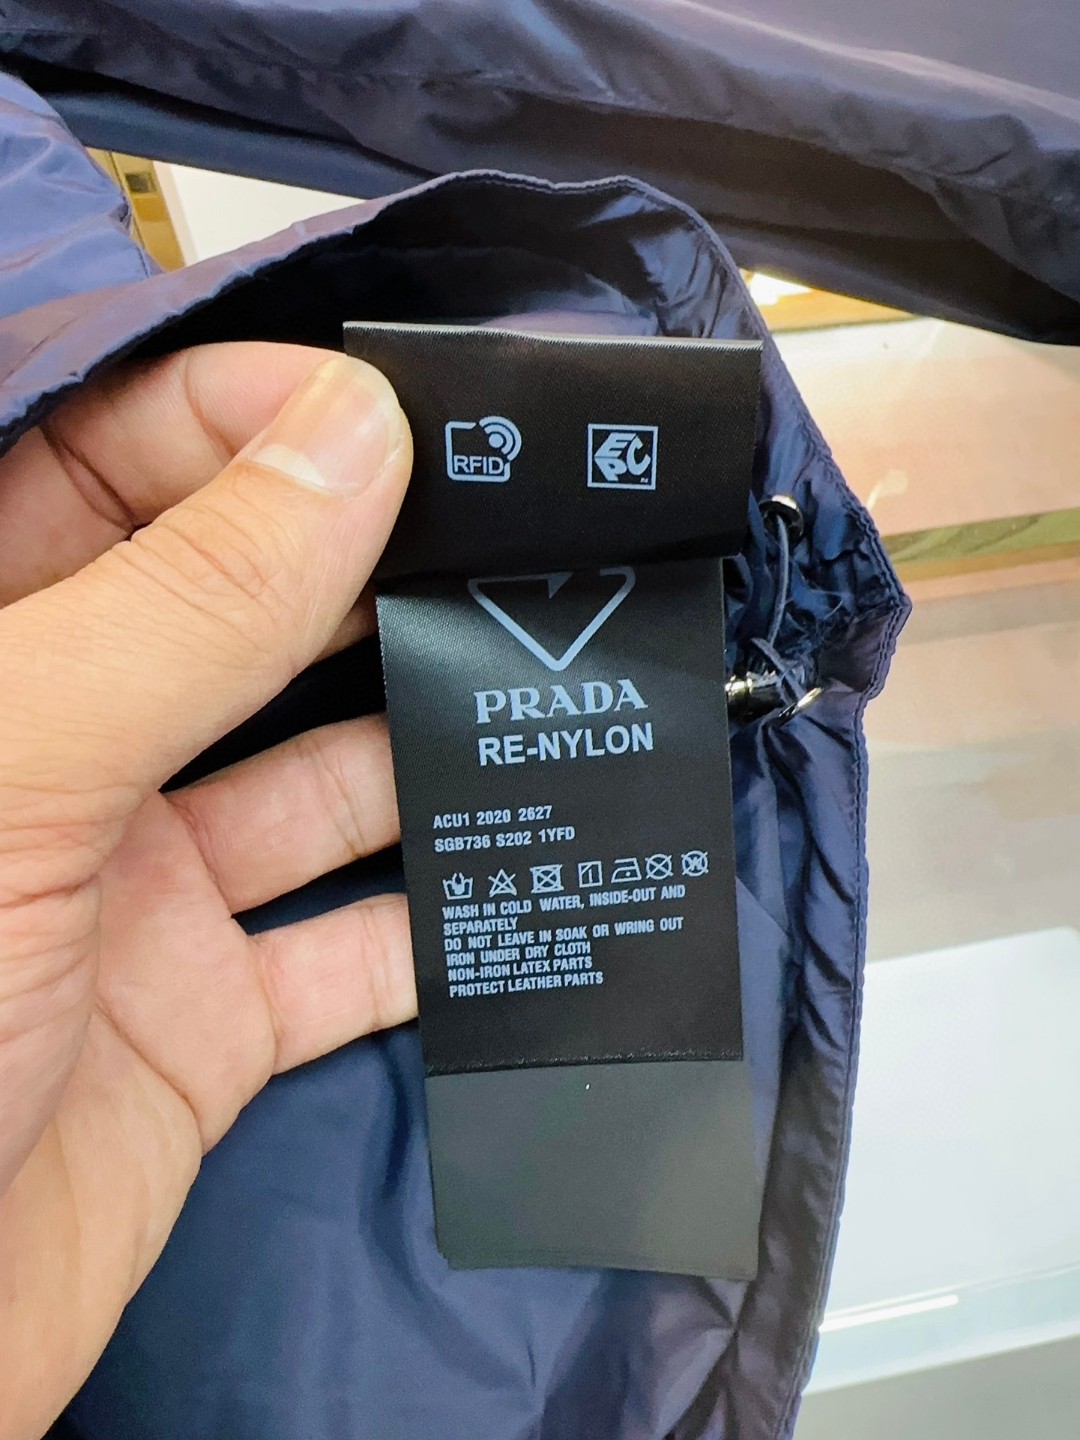 RFID
EPC
PRADA
RE-NYLON
ACU1 2020 2627
SGB736 S202 1YFD
WASH IN COLD WATER, INSIDE-OUT AND
SEPARATELY
DO NOT LEAVE IN SOAK OR WRING OUT
IRON UNDER DRY CLOTH
NON-IRON LATEX PARTS
PROTECT LEATHER PARTS